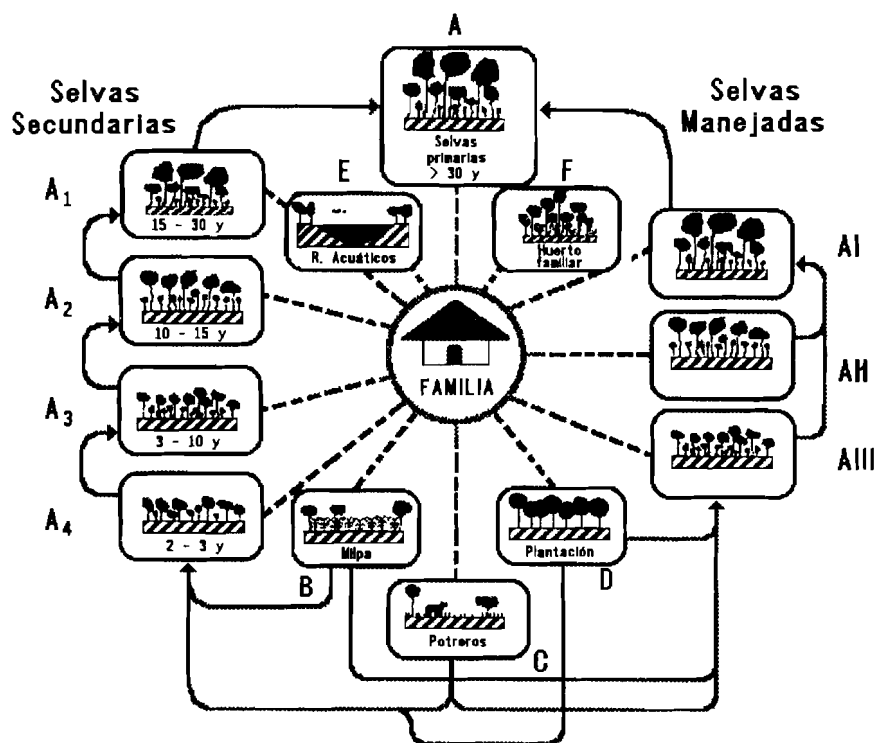 A
Selvas
Secundarias
Selvas
Manejadas
Selvas
primarias
> 30 y
E
F
A1
15 - 30 y
R. Acuáticos
Huerto
familiar
AI
A2
10 - 15 y
FAMILIA
AH
A3
3 - 10 y
AIII
A4
2 - 3 y
Milpa
Plantación
B
D
Potreros
C